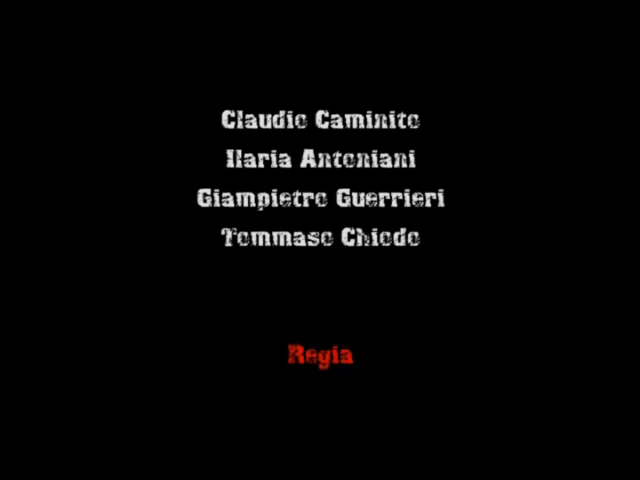 Claudio Caminito
Ilaria Antoniani
Giampietro Guerrieri
Tommaso Chiodo
Regia